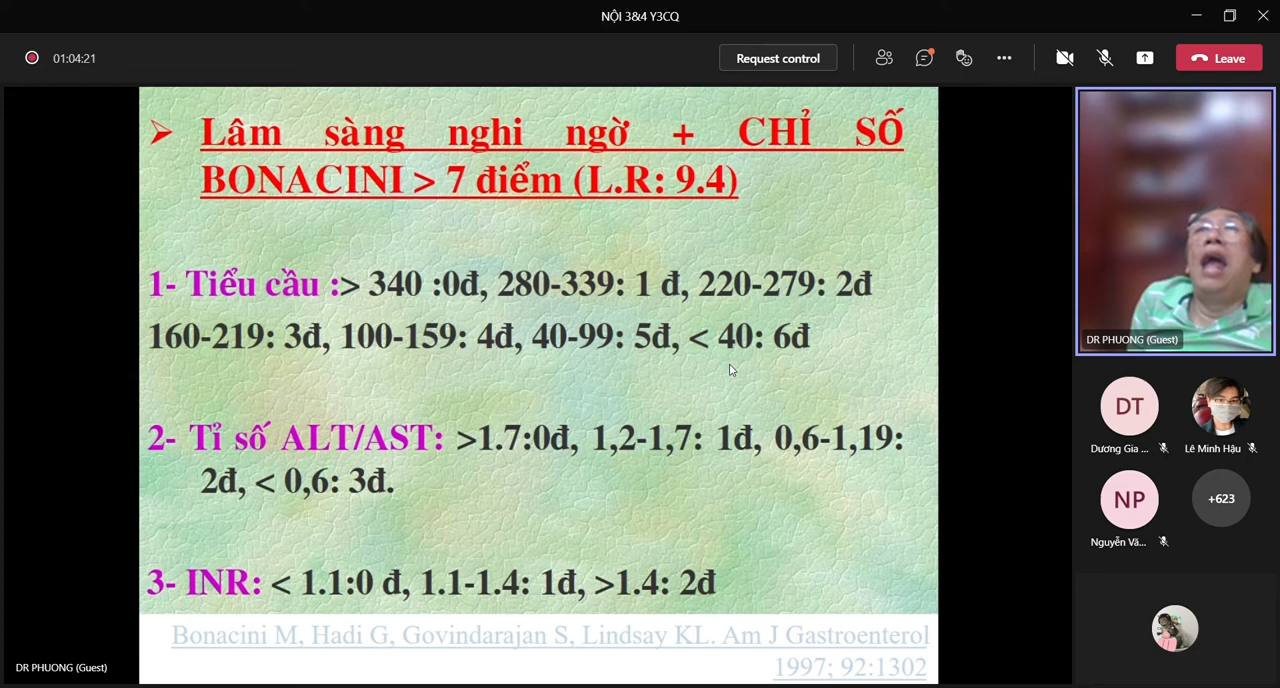 NỘI 3&4 Y3CQ
01:04:21
Request control
Leave
➢ Lâm sàng nghi ngờ + CHỈ SỐ
BONACINI > 7 điểm (L.R: 9.4)
1- Tiểu cầu :> 340 :0đ, 280-339: 1 đ, 220-279: 2đ
160-219: 3đ, 100-159: 4đ, 40-99: 5đ, < 40: 6đ
2- Tỉ số ALT/AST: >1.7:0đ, 1,2-1,7: 1đ, 0,6-1,19:
2đ, < 0,6: 3đ.
3- INR: < 1.1:0 đ, 1.1-1.4: 1đ, >1.4: 2đ
Bonacini M, Hadi G, Govindarajan S, Lindsay KL. Am J Gastroenterol
1997; 92:1302
DR PHUONG (Guest)
DR PHUONG (Guest)
DT
Dương Gia ...
Lê Minh Hậu
NP
Nguyễn Vă...
+623